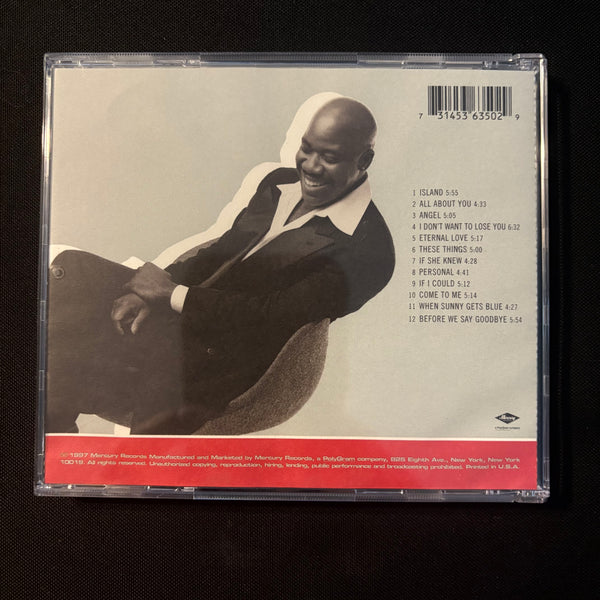 7 31453 63502 9
1 ISLAND 5:55
2 ALL ABOUT YOU 4:33
3 ANGEL 5:05
4 I DON'T WANT TO LOSE YOU 6:32
5 ETERNAL LOVE 5:17
6 THESE THINGS 5:00
7 IF SHE KNEW 4:28
8 PERSONAL 4:41
9 IF I COULD 5:12
10 COME TO ME 5:14
11 WHEN SUNNY GETS BLUE 4:27
12 BEFORE WE SAY GOODBYE 5:54
Mercury
1997 Mercury Records Manufactured and Marketed by Mercury Records, a PolyGram company, 825 Eighth Ave., New York, New York
10019. All rights reserved. Unauthorized copying, reproduction, hiring, lending, public performance and broadcasting prohibited. Printed in U.S.A.